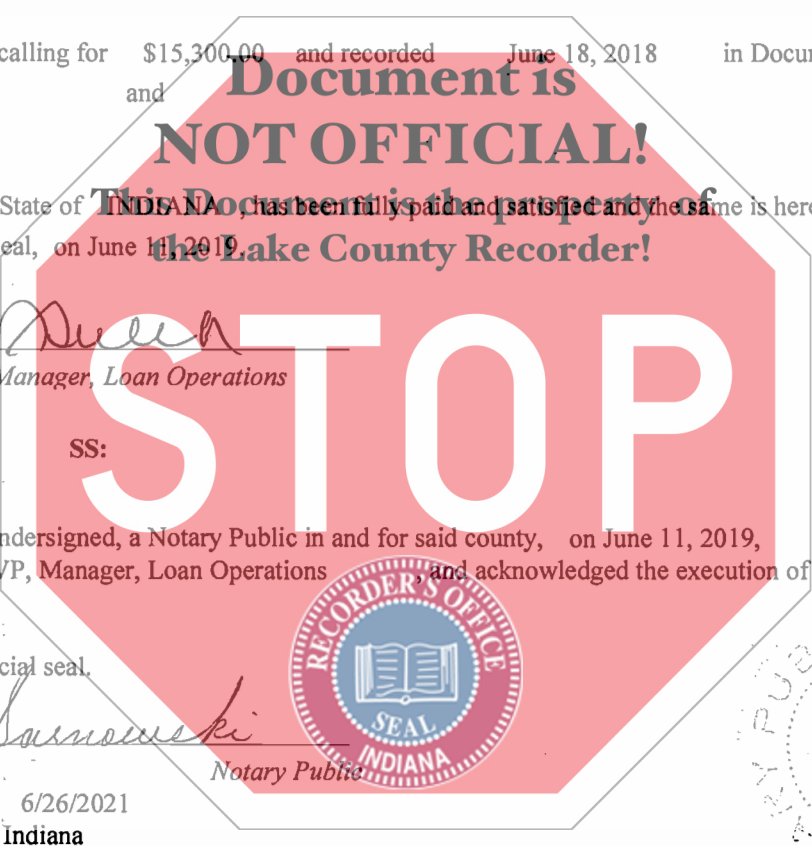 calling for $15,300.00 and recorded June 18, 2018 in Docu
Document is
and
NOT OFFICIAL!
State of INDIANA , has been fully paid and satisfied and the same is here
This Document is the property of
eal, on June 11, 2019.
the Lake County Recorder!
Manager, Loan Operations
STOP
SS:
ndersigned, a Notary Public in and for said county, on June 11, 2019,
VP, Manager, Loan Operations , and acknowledged the execution of
RECORDER'S OFFICE
cial seal.
SEAL
Sarnowski
INDIANA
Notary Public
6/26/2021
Indiana